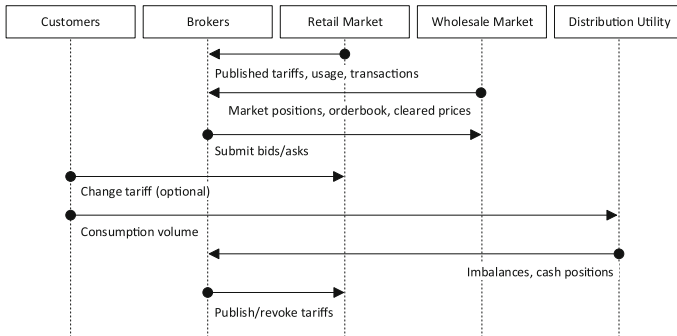 Customers
Brokers
Retail Market
Wholesale Market
Distribution Utility
Published tariffs, usage, transactions
Market positions, orderbook, cleared prices
Submit bids/asks
Change tariff (optional)
Consumption volume
Imbalances, cash positions
Publish/revoke tariffs